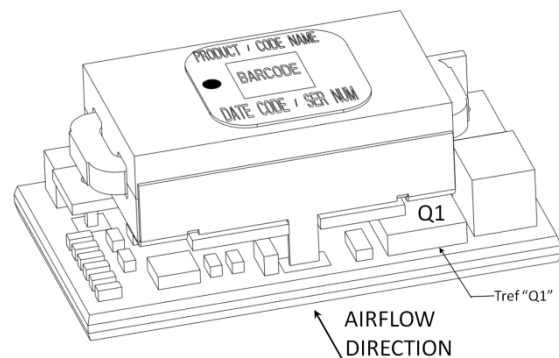 PRODUCT / CODE NAME
BARCODE
DATE CODE / SER NUM
Q1
Tref "Q1"
AIRFLOW
DIRECTION